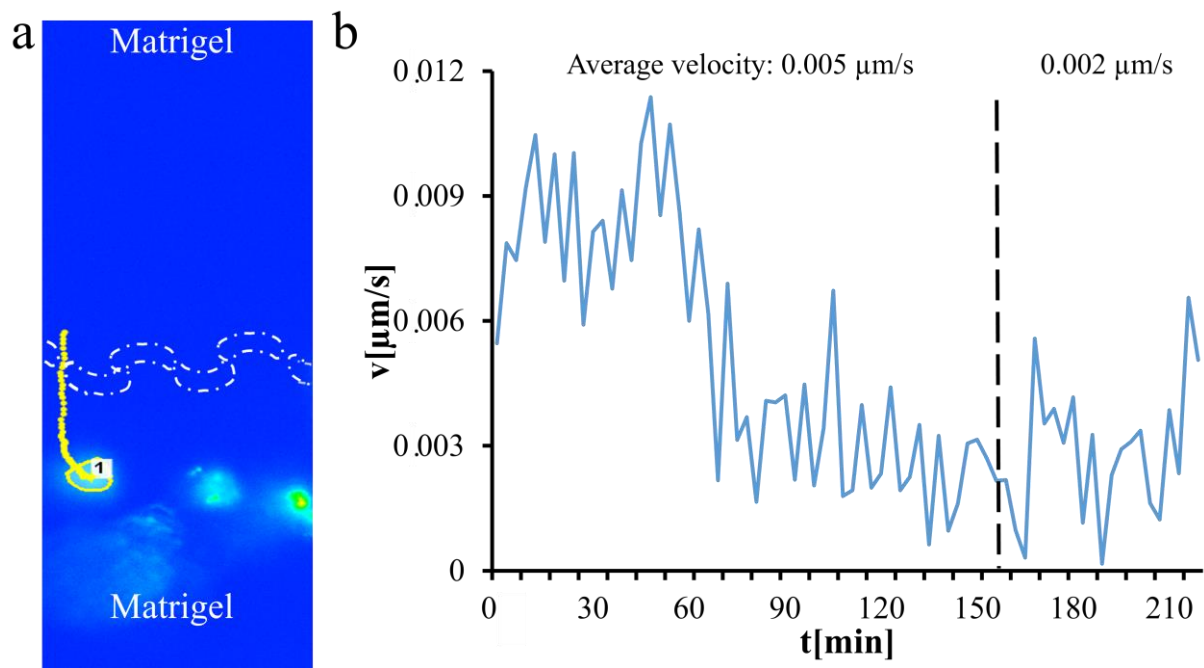 a
Matrigel
1
Matrigel
b
Average velocity: 0.005 µm/s
0.002 µm/s
v[µm/s]
0.012
0.009
0.006
0.003
0
0 30 60 90 120 150 180 210
t[min]